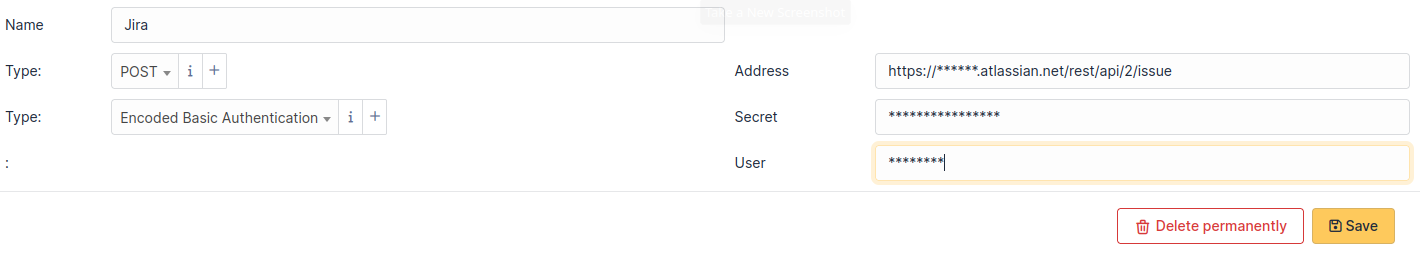 Take a New Screenshot
Name
Jira
Type:
POST
i
+
Address
https://******.atlassian.net/rest/api/2/issue
Type:
Encoded Basic Authentication
i
+
Secret
****************
:
User
********
Delete permanently
Save